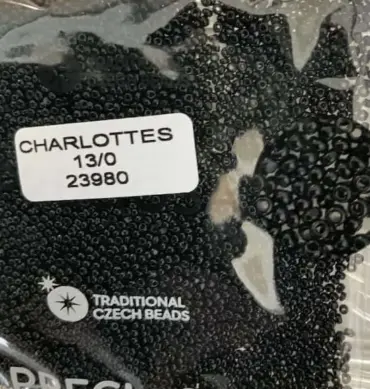 CHARLOTTES
13/0
23980
TRADITIONAL
CZECH BEADS